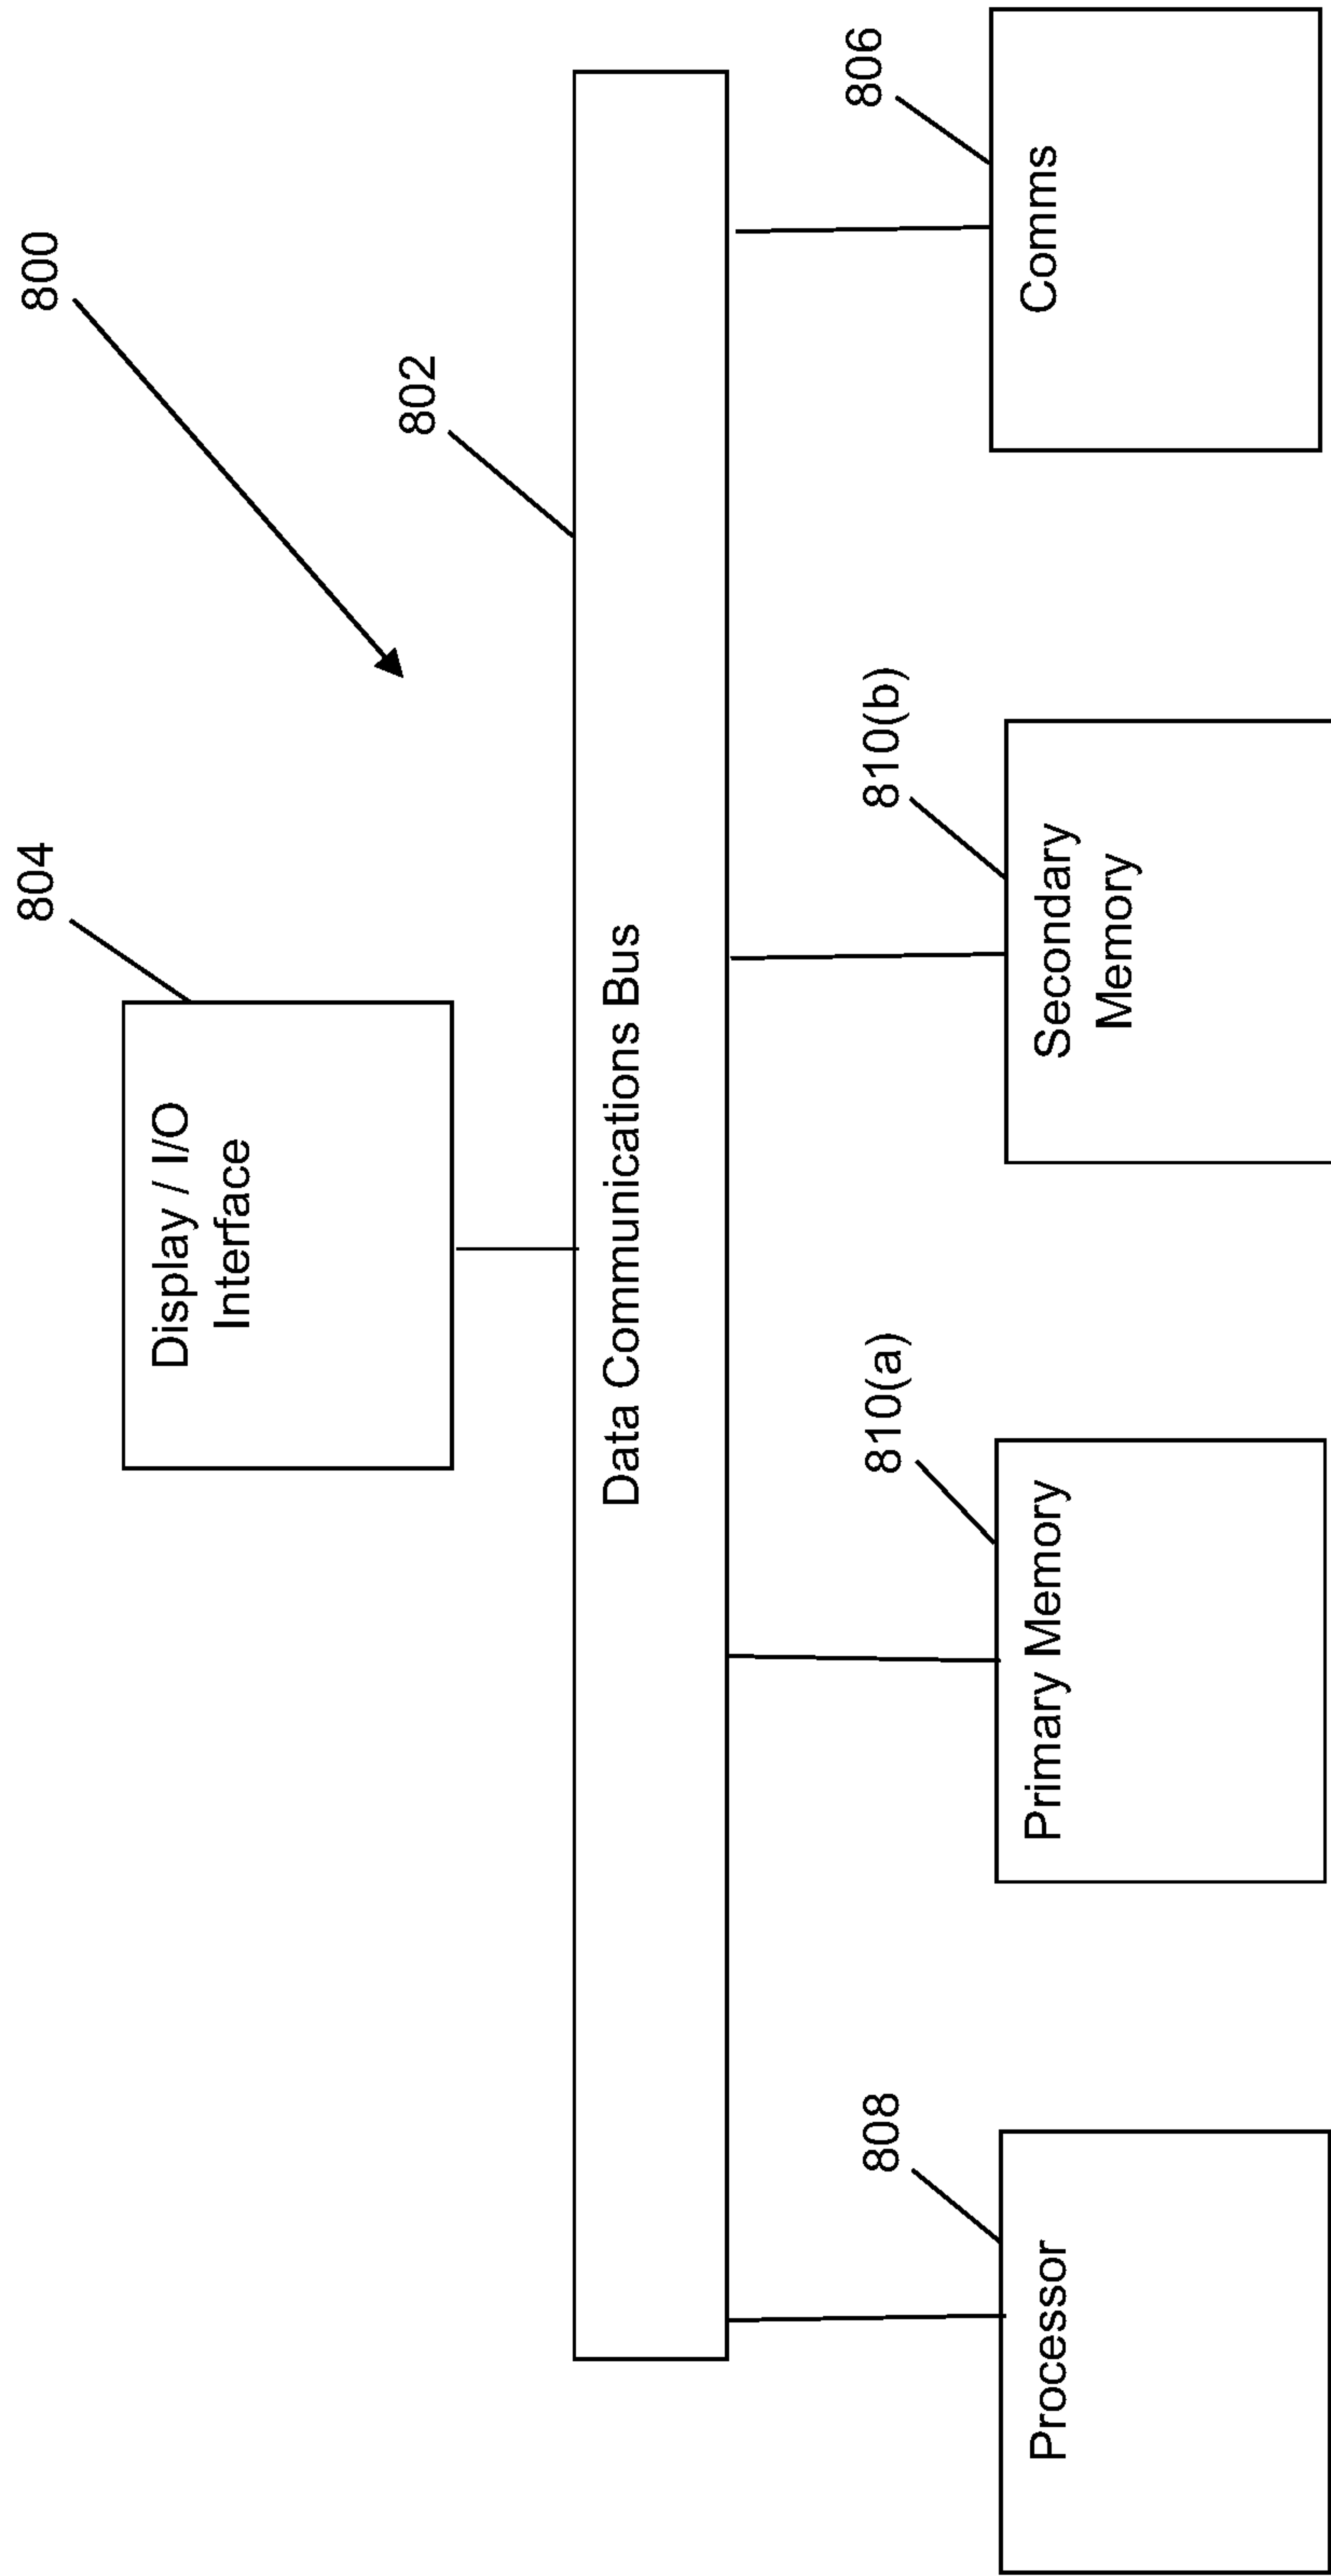 800
804
Display / I/O
Interface
802
Data Communications Bus
808
Processor
810(a)
Primary Memory
810(b)
Secondary
Memory
806
Comms